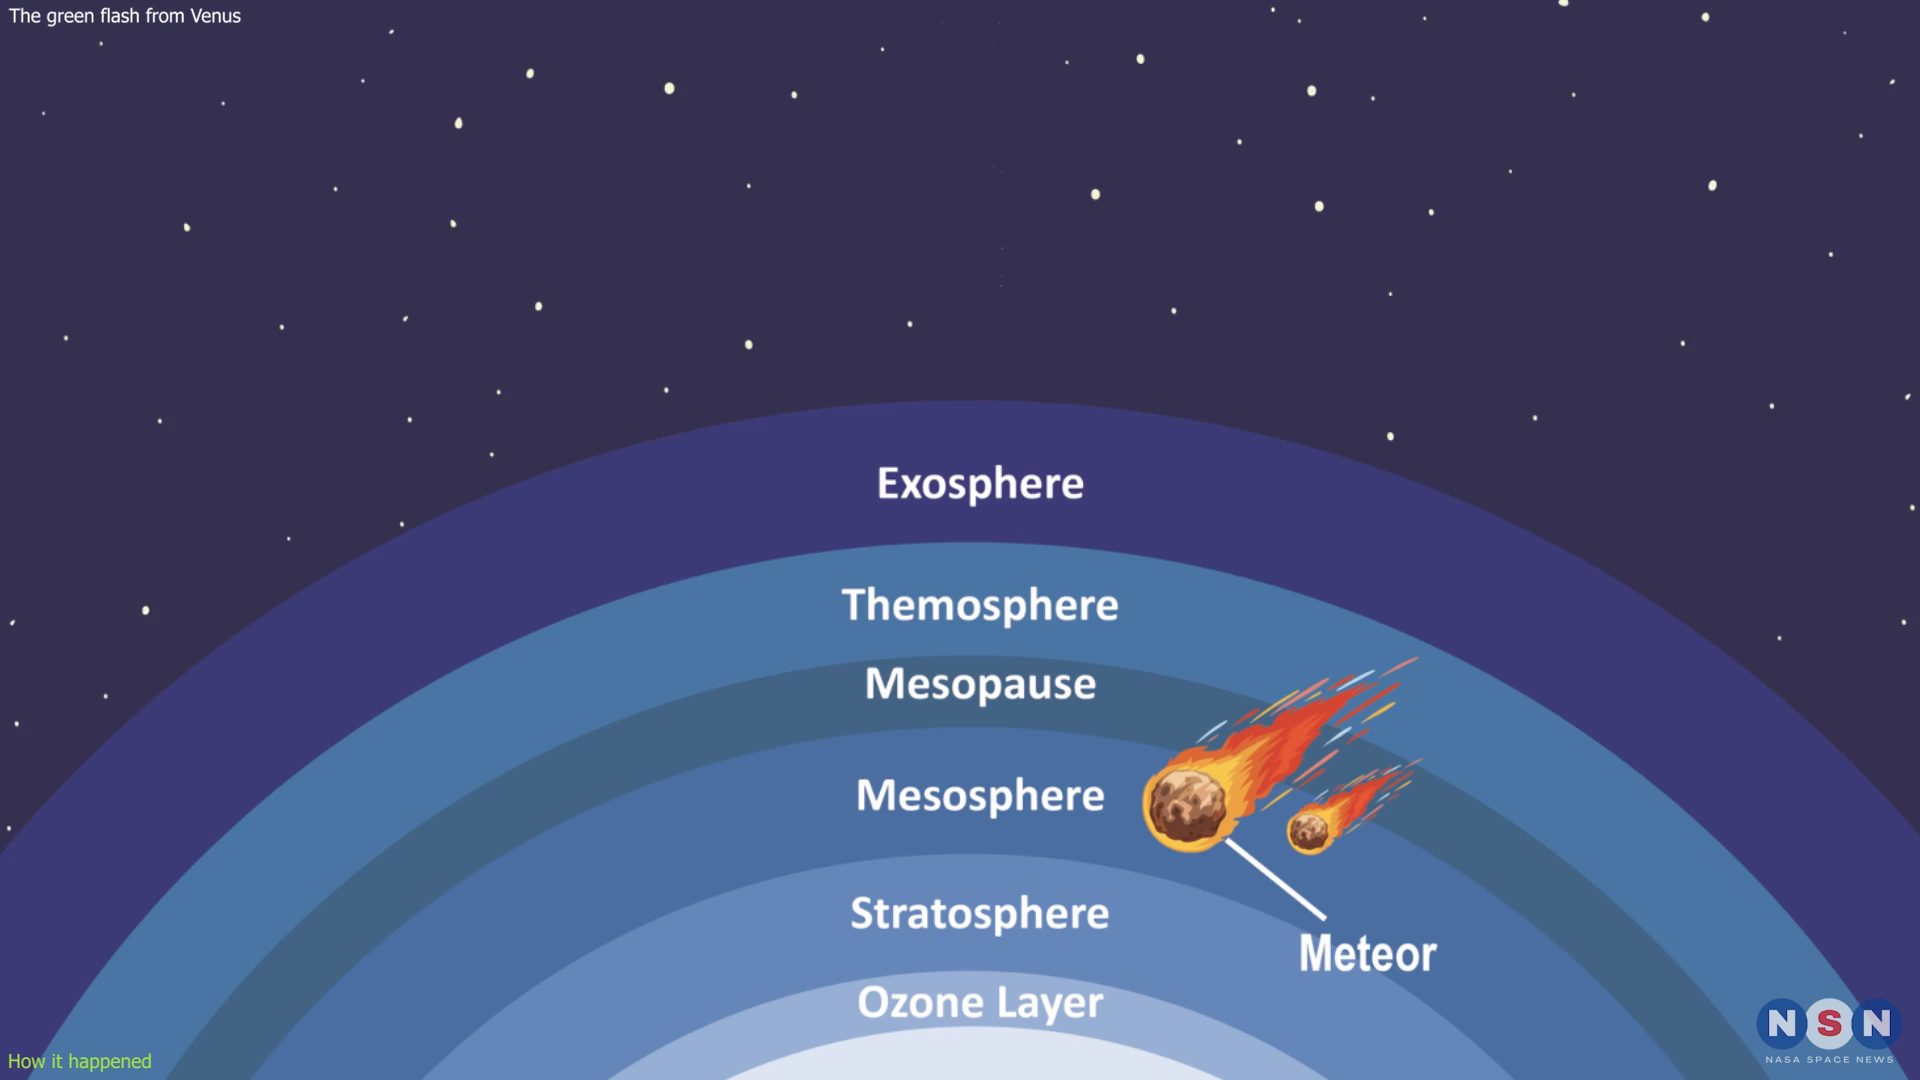 The green flash from Venus
Exosphere
Themosphere
Mesopause
Mesosphere
Stratosphere
Meteor
Ozone Layer
How it happened
NSN
NASA SPACE NEWS